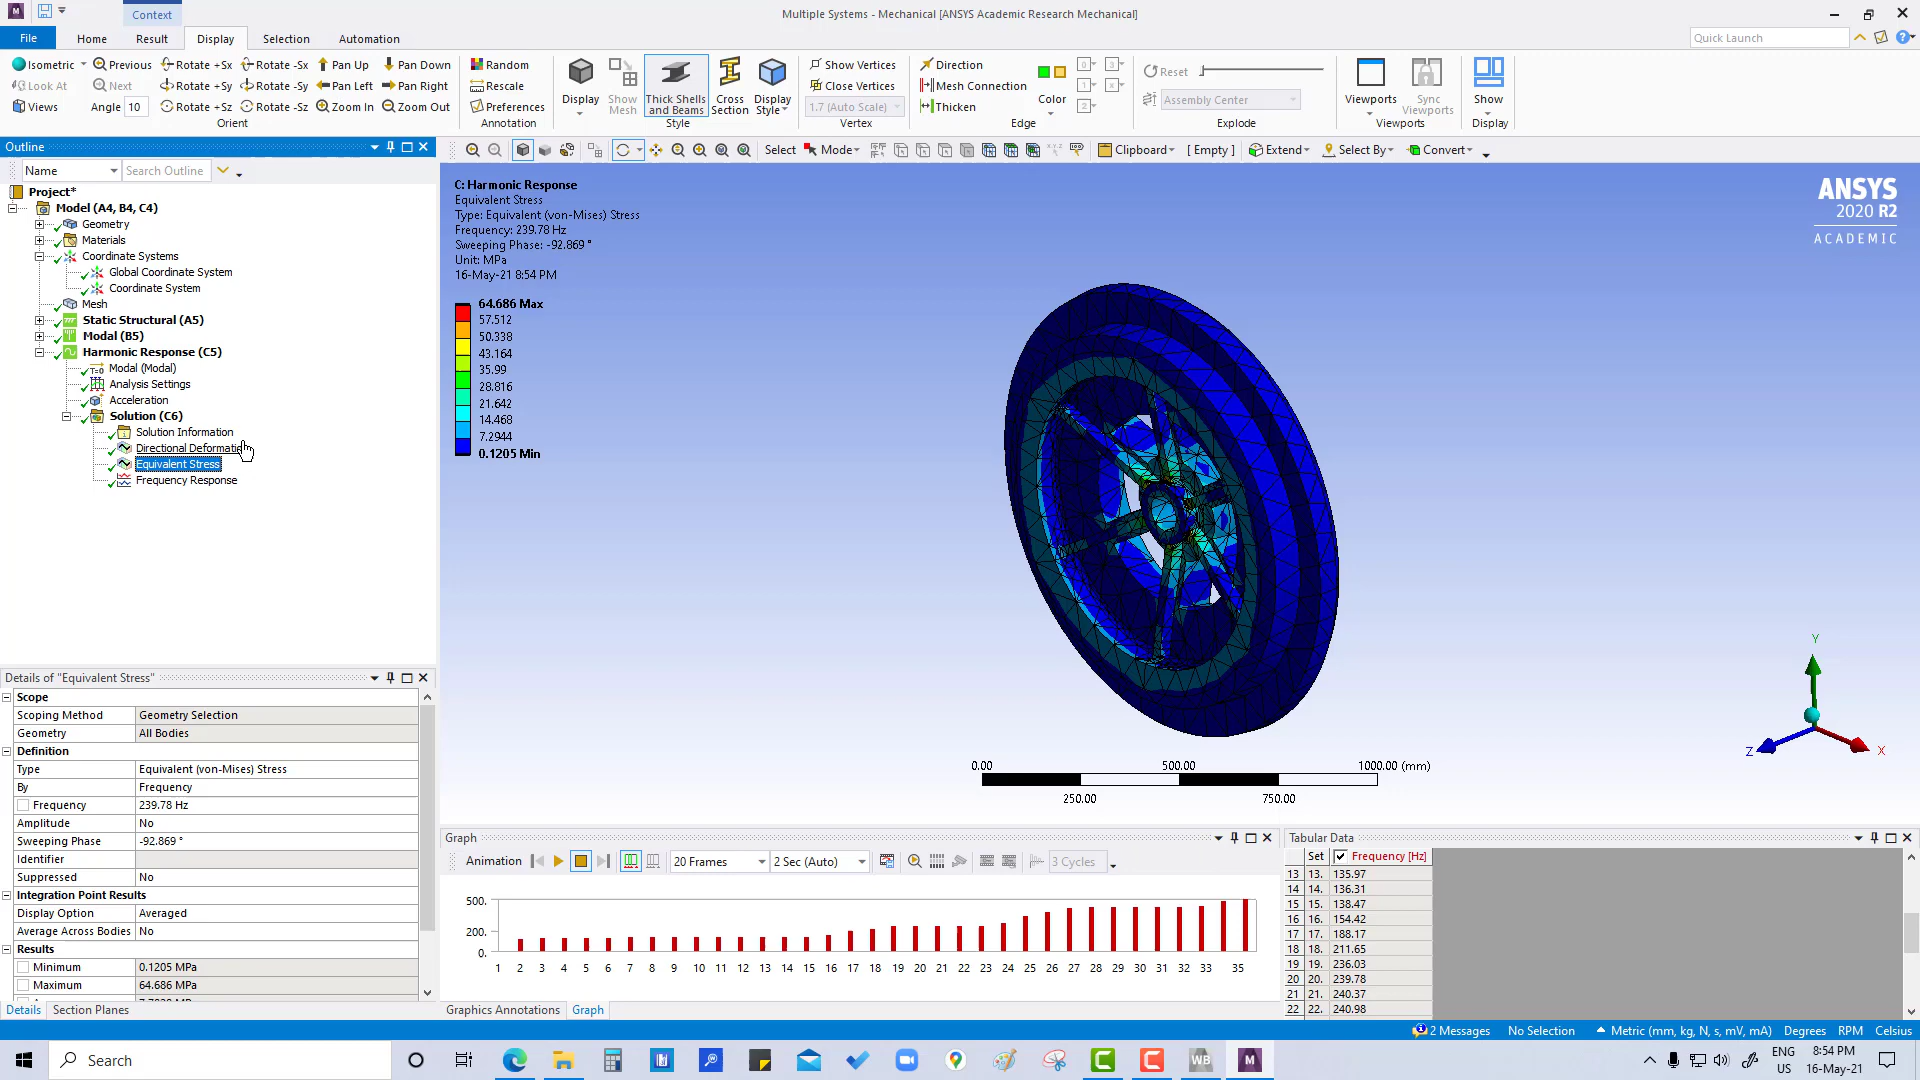 Context
Multiple Systems - Mechanical [ANSYS Academic Research Mechanical]
File
Home
Result
Display
Selection
Automation
Quick Launch
Isometric
Previous
Rotate +Sx
Rotate -Sx
Pan Up
Pan Down
Look At
Next
Rotate +Sy
Rotate -Sy
Pan Left
Pan Right
Views
Angle 10
Rotate +Sz
Rotate -Sz
Zoom In
Zoom Out
Orient
Random
Rescale
Preferences
Annotation
Display
Show
Mesh
Thick Shells
and Beams
Cross
Section
Display
Style
Style
Show Vertices
Close Vertices
1.7 (Auto Scale)
Vertex
Direction
Mesh Connection
Thicken
Color
Edge
Reset
Assembly Center
Explode
Viewports
Sync
Viewports
Viewports
Show
Display
Outline
Name
Search Outline
Select
Mode
Clipboard
[ Empty ]
Extend
Select By
Convert
Project*
Model (A4, B4, C4)
Geometry
Materials
Coordinate Systems
Global Coordinate System
Coordinate System
Mesh
Static Structural (A5)
Modal (B5)
Harmonic Response (C5)
Modal (Modal)
Analysis Settings
Acceleration
Solution (C6)
Solution Information
Directional Deformatio
Equivalent Stress
Frequency Response
C: Harmonic Response
Equivalent Stress
Type: Equivalent (von-Mises) Stress
Frequency: 239.78 Hz
Sweeping Phase: -92.869 °
Unit: MPa
16-May-21 8:54 PM
64.686 Max
57.512
50.338
43.164
35.99
28.816
21.642
14.468
7.2944
0.1205 Min
ANSYS
2020 R2
ACADEMIC
Y
Z
X
0.00
500.00
1000.00 (mm)
250.00
750.00
Details of "Equivalent Stress"
Scope
Scoping Method Geometry Selection
Geometry All Bodies
Definition
Type Equivalent (von-Mises) Stress
By Frequency
Frequency 239.78 Hz
Amplitude No
Sweeping Phase -92.869 °
Identifier
Suppressed No
Integration Point Results
Display Option Averaged
Average Across Bodies No
Results
Minimum 0.1205 MPa
Maximum 64.686 MPa
Details
Section Planes
Graph
Animation
20 Frames
2 Sec (Auto)
3 Cycles
500.
200.
0.
1 2 3 4 5 6 7 8 9 10 11 12 13 14 15 16 17 18 19 20 21 22 23 24 25 26 27 28 29 30 31 32 33 35
Graphics Annotations
Graph
Tabular Data
Set Frequency [Hz]
13 13. 135.97
14 14. 136.31
15 15. 138.47
16 16. 154.42
17 17. 188.17
18 18. 211.65
19 19. 236.03
20 20. 239.78
21 21. 240.37
22 22. 240.98
2 Messages
No Selection
Metric (mm, kg, N, s, mV, mA)
Degrees
RPM
Celsius
Search
WB
M
ENG
US
8:54 PM
16-May-21